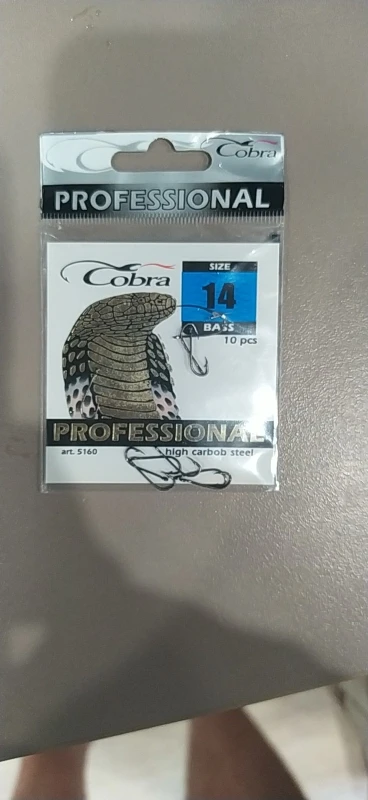 Cobra
PROFESSIONAL
Cobra
SIZE
14
BASS
10 pcs
PROFESSIONAL
art. 5160
high carbob steel